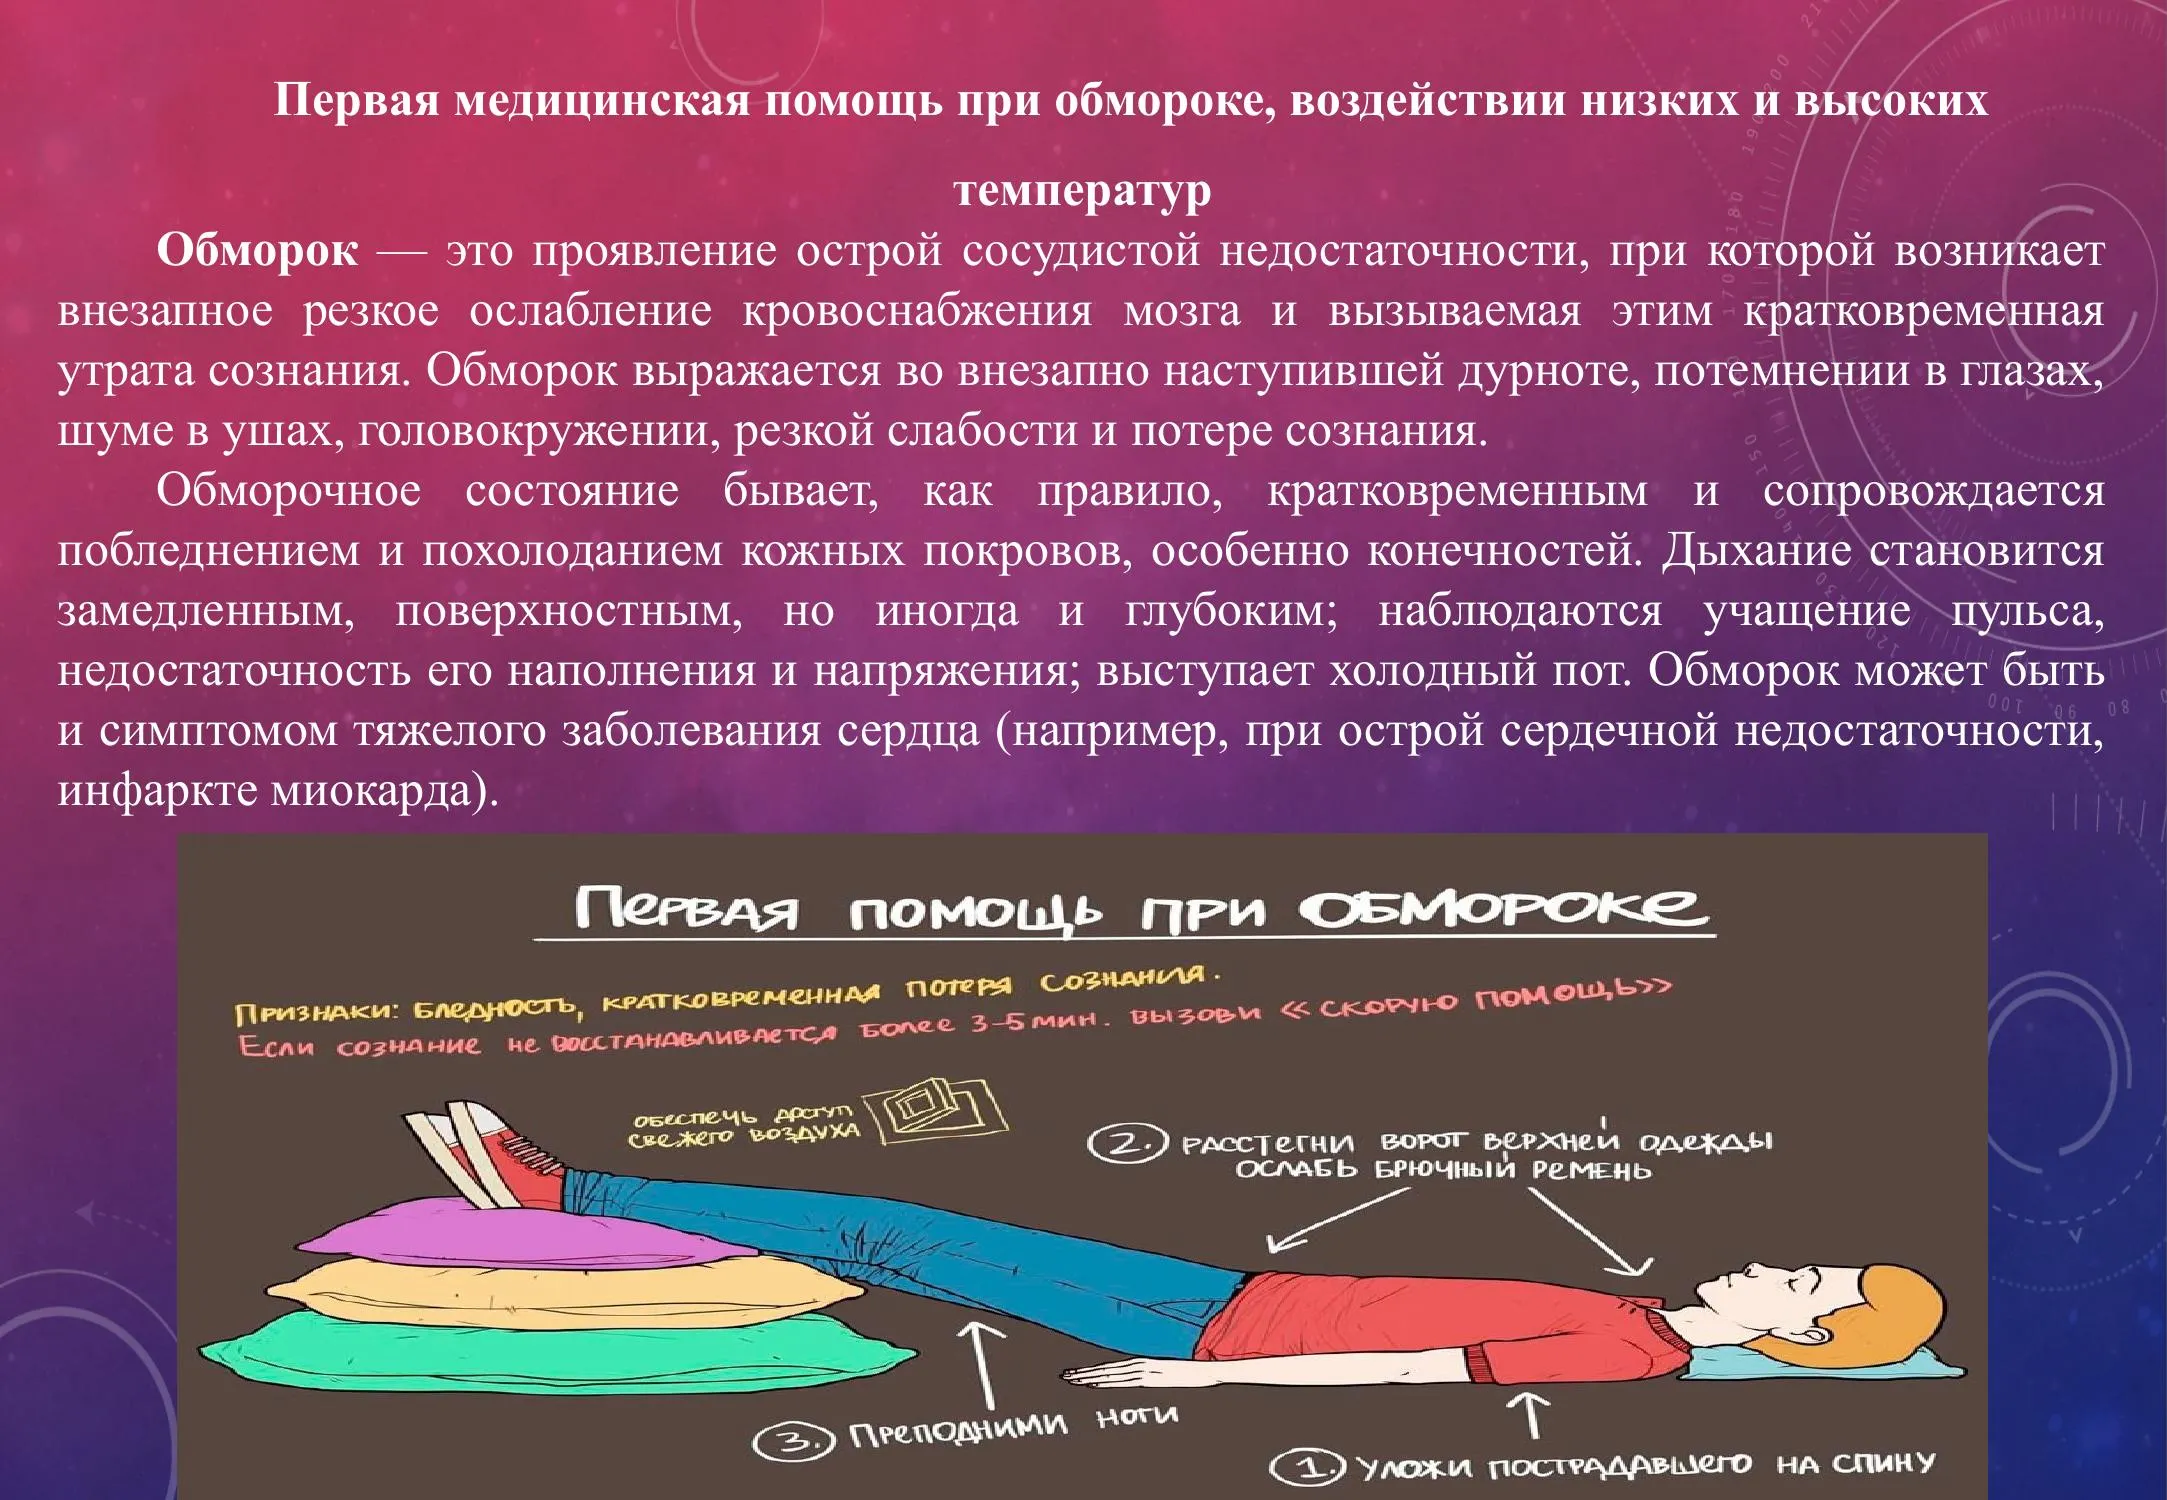 Первая медицинская помощь при обмороке, воздействии низких и высоких
температур
Обморок — это проявление острой сосудистой недостаточности, при которой возникает
внезапное резкое ослабление кровоснабжения мозга и вызываемая этим кратковременная
утрата сознания. Обморок выражается во внезапно наступившей дурноте, потемнении в глазах,
шуме в ушах, головокружении, резкой слабости и потере сознания.
Обморочное состояние бывает, как правило, кратковременным и сопровождается
побледнением и похолоданием кожных покровов, особенно конечностей. Дыхание становится
замедленным, поверхностным, но иногда и глубоким; наблюдаются учащение пульса,
недостаточность его наполнения и напряжения; выступает холодный пот. Обморок может быть
и симптомом тяжелого заболевания сердца (например, при острой сердечной недостаточности,
инфаркте миокарда).
Первая помощь при ОБМОРОКЕ
Признаки: бледность, кратковременная потеря сознания.
Если сознание не восстанавливается более 3-5 мин. вызови «скорую помощь»
обеспечь доступ
свежего воздуха
2. расстегни ворот верхней одежды
ослабь брючный ремень
3. Преподними ноги
1. Уложи пострадавшего на спину